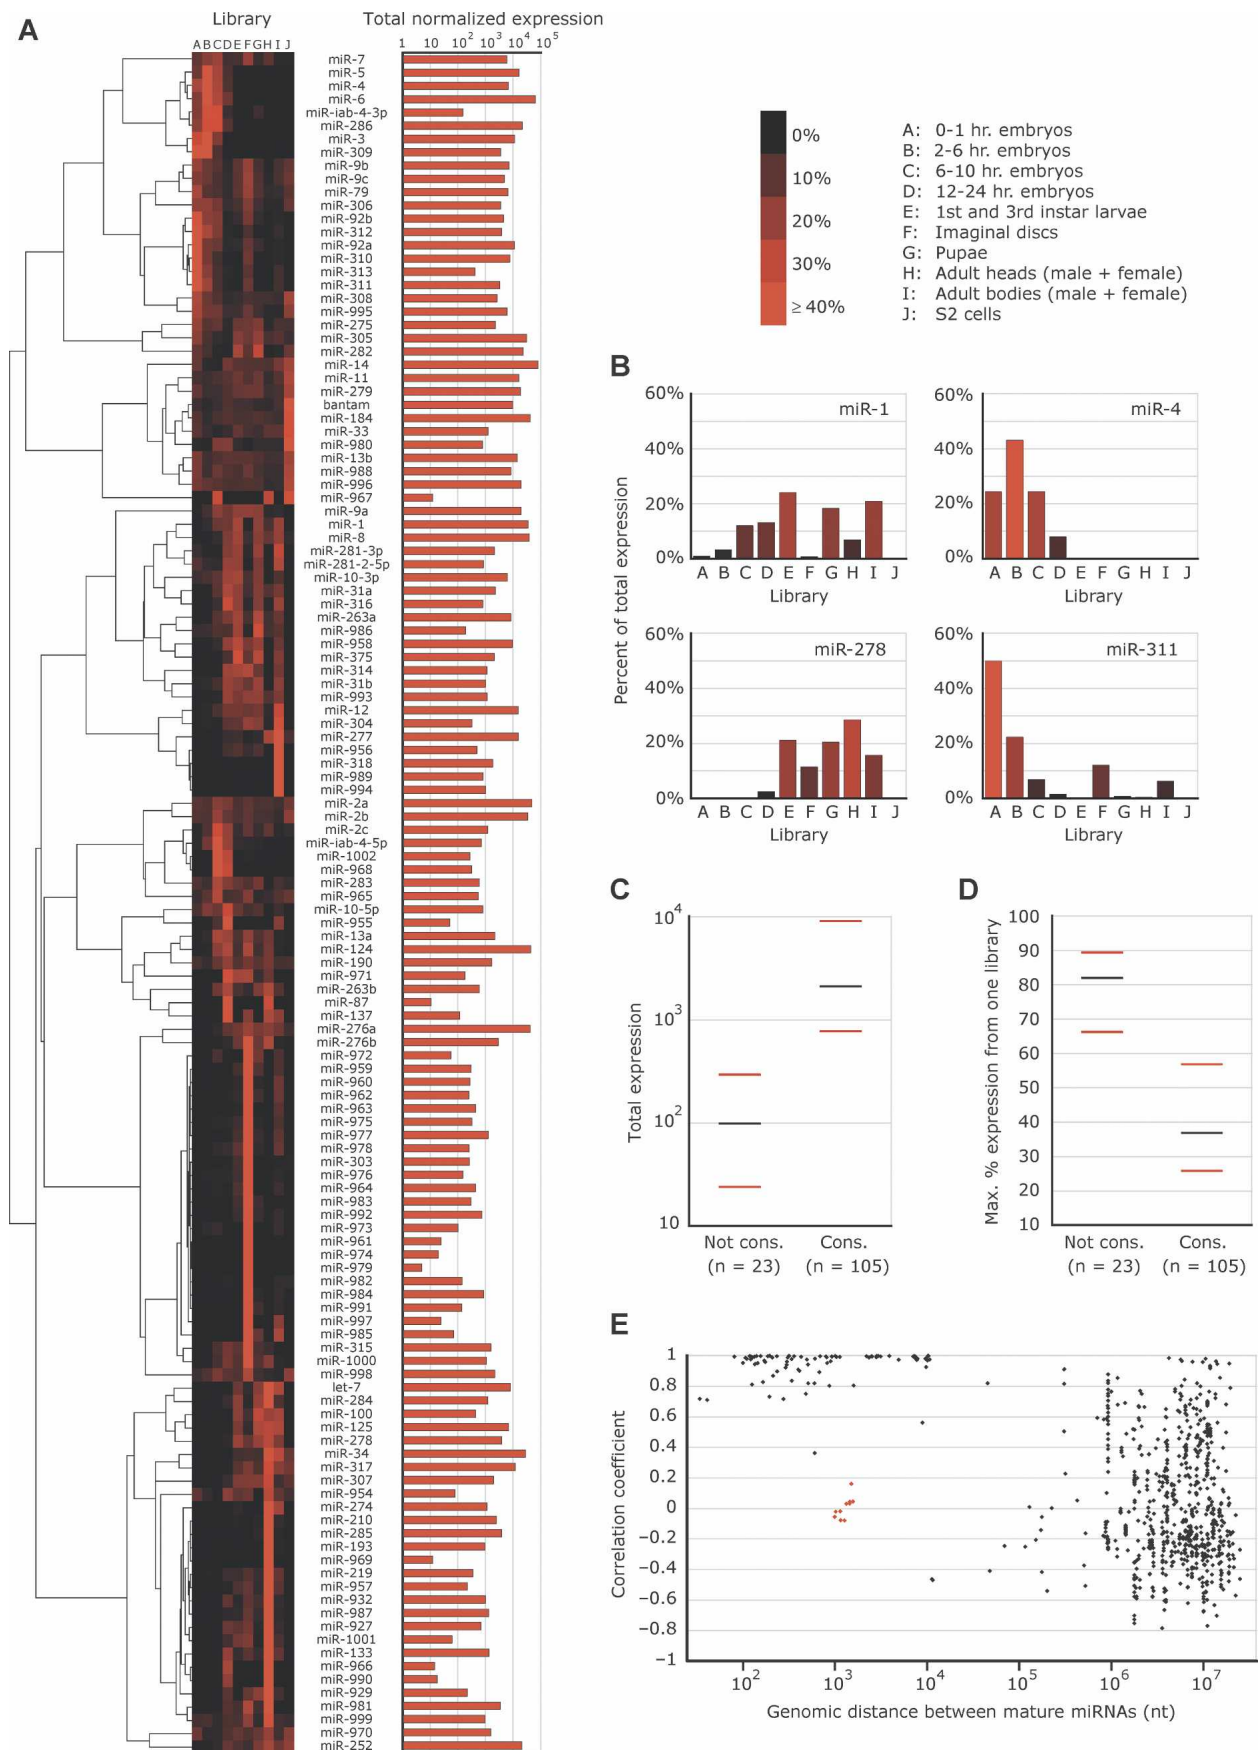 A
Library
Total normalized expression
A B C D E F G H I J
1 10 10² 10³ 10⁴ 10⁵
miR-7
miR-5
miR-4
miR-6
miR-iab-4-3p
miR-286
miR-3
miR-309
miR-9b
miR-9c
miR-79
miR-306
miR-92b
miR-312
miR-92a
miR-310
miR-313
miR-311
miR-308
miR-995
miR-275
miR-305
miR-282
miR-14
miR-11
miR-279
bantam
miR-184
miR-33
miR-980
miR-13b
miR-988
miR-996
miR-967
miR-9a
miR-1
miR-8
miR-281-3p
miR-281-2-5p
miR-10-3p
miR-31a
miR-316
miR-263a
miR-986
miR-958
miR-375
miR-314
miR-31b
miR-993
miR-12
miR-304
miR-277
miR-956
miR-318
miR-989
miR-994
miR-2a
miR-2b
miR-2c
miR-iab-4-5p
miR-1002
miR-968
miR-283
miR-965
miR-10-5p
miR-955
miR-13a
miR-124
miR-190
miR-971
miR-263b
miR-87
miR-137
miR-276a
miR-276b
miR-972
miR-959
miR-960
miR-962
miR-963
miR-975
miR-977
miR-978
miR-303
miR-976
miR-964
miR-983
miR-992
miR-973
miR-961
miR-974
miR-979
miR-982
miR-984
miR-991
miR-997
miR-985
miR-315
miR-1000
miR-998
let-7
miR-284
miR-100
miR-125
miR-278
miR-34
miR-317
miR-307
miR-954
miR-274
miR-210
miR-285
miR-193
miR-969
miR-219
miR-957
miR-932
miR-987
miR-927
miR-1001
miR-133
miR-966
miR-990
miR-929
miR-981
miR-999
miR-970
miR-252
0%
10%
20%
30%
≥ 40%
A: 0-1 hr. embryos
B: 2-6 hr. embryos
C: 6-10 hr. embryos
D: 12-24 hr. embryos
E: 1st and 3rd instar larvae
F: Imaginal discs
G: Pupae
H: Adult heads (male + female)
I: Adult bodies (male + female)
J: S2 cells
B
Percent of total expression
miR-1
60%
40%
20%
0%
A B C D E F G H I J
Library
miR-4
60%
40%
20%
0%
A B C D E F G H I J
Library
miR-278
60%
40%
20%
0%
A B C D E F G H I J
Library
miR-311
60%
40%
20%
0%
A B C D E F G H I J
Library
C
Total expression
10⁴
10³
10²
10
Not cons. Cons.
(n = 23) (n = 105)
D
Max. % expression from one library
100
90
80
70
60
50
40
30
20
10
Not cons. Cons.
(n = 23) (n = 105)
E
Correlation coefficient
1
0.8
0.6
0.4
0.2
0
−0.2
−0.4
−0.6
−0.8
−1
10² 10³ 10⁴ 10⁵ 10⁶ 10⁷
Genomic distance between mature miRNAs (nt)